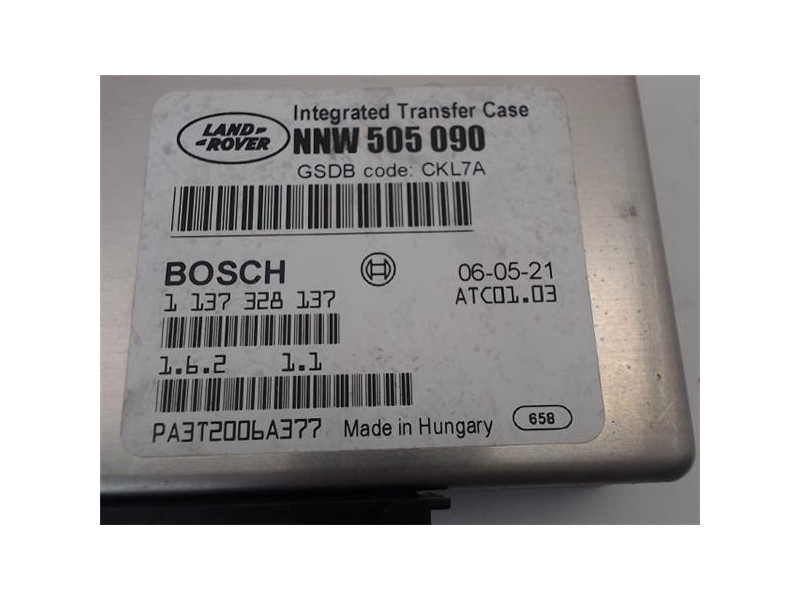 LAND
ROVER
Integrated Transfer Case
NNW 505 090
GSDB code: CKL7A
BOSCH
06-05-21
1 137 328 137
ATC01.03
1.6.2 1.1
PA3T2006A377 Made in Hungary 658